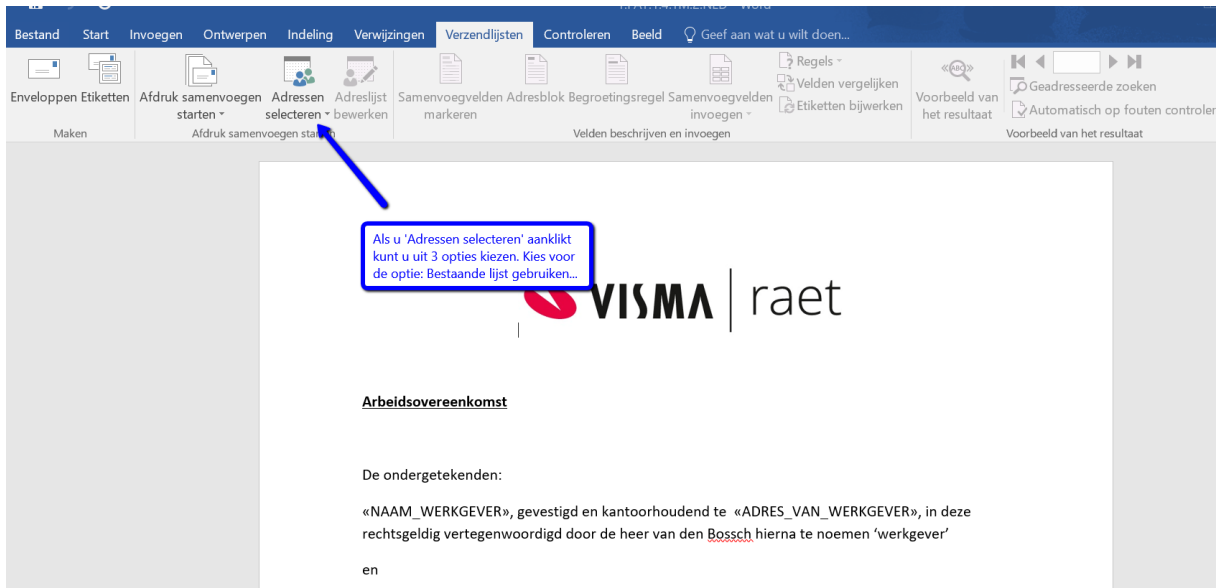 Bestand Start Invoegen Ontwerpen Indeling Verwijzingen Verzendlijsten Controleren Beeld Geef aan wat u wilt doen...
Enveloppen Etiketten Afdruk samenvoegen starten Adressen selecteren Adreslijst bewerken Samenvoegvelden markeren Adresblok Begroetingsregel Samenvoegvelden invoegen
Regels
Velden vergelijken
Etiketten bijwerken
Voorbeeld van het resultaat
Geadresseerde zoeken
Automatisch op fouten controler
Maken Afdruk samenvoegen starten Velden beschrijven en invoegen Voorbeeld van het resultaat
Als u 'Adressen selecteren' aanklikt
kunt u uit 3 opties kiezen. Kies voor
de optie: Bestaande lijst gebruiken...
VISMA raet
Arbeidsovereenkomst
De ondergetekenden:
«NAAM_WERKGEVER», gevestigd en kantoorhoudend te «ADRES_VAN_WERKGEVER», in deze
rechtsgeldig vertegenwoordigd door de heer van den Bossch hierna te noemen ‘werkgever’
en